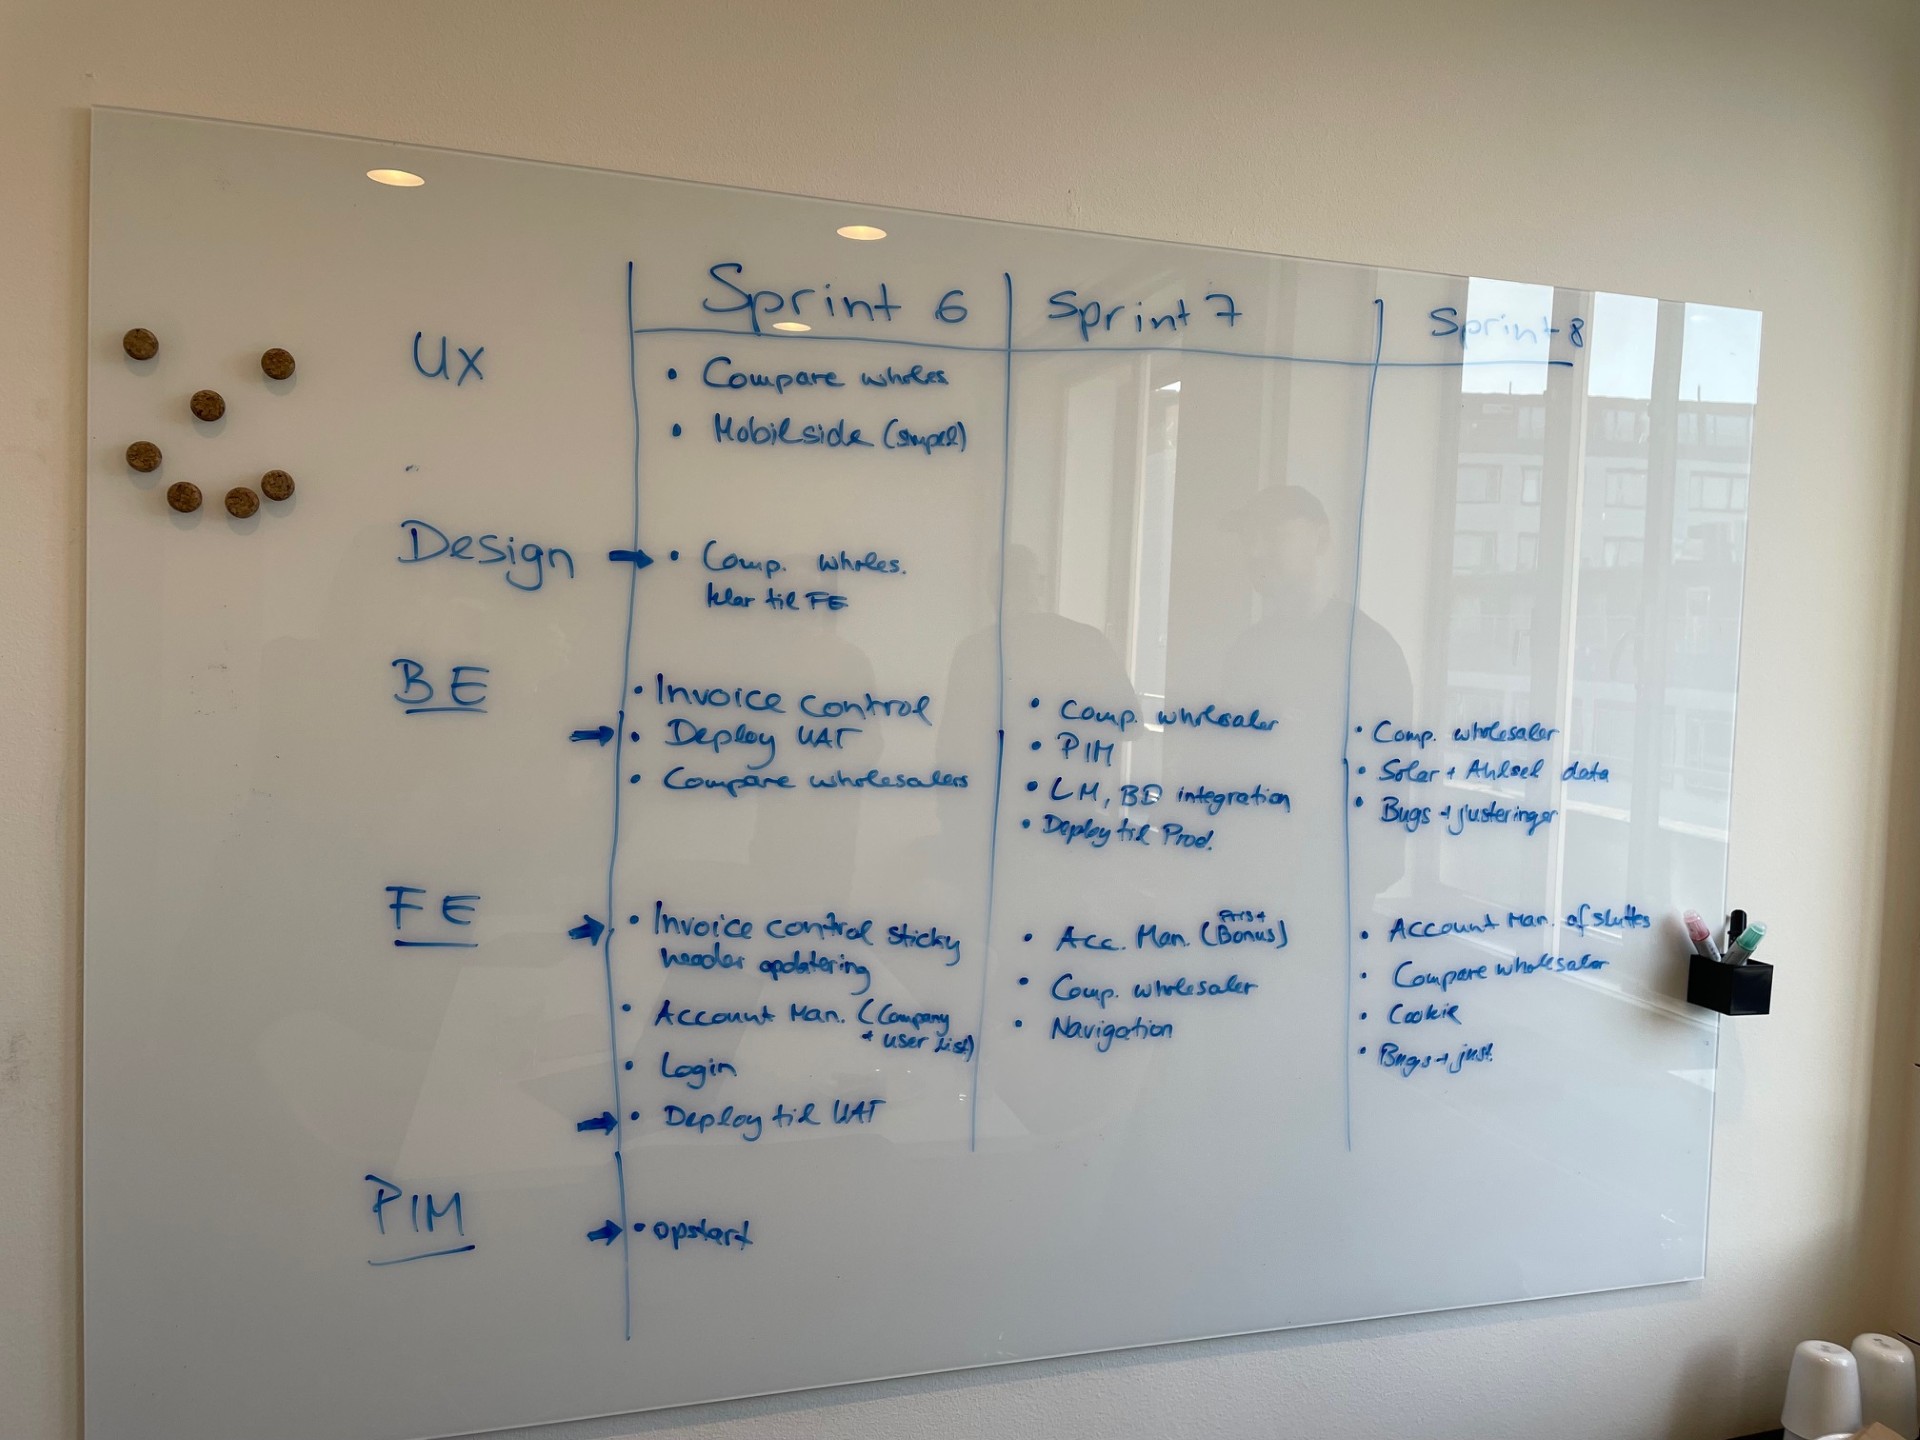 Sprint 6
Sprint 7
Sprint 8
UX
• Compare wholes.
• Mobilside (simpel)
Design
• Comp. wholes.
klar til FE
BE
• Invoice control
• Deploy UAT
• Compare wholesalers
• Comp. wholesaler
• PIM
• LM, BD integration
• Deploy til Prod.
• Comp. wholesaler
• Solar + Ahlsel data
• Bugs + justeringer
FE
• Invoice control sticky
header opdatering
• Account Man. (Company
+ user list)
• Login
• Deploy til UAT
• Acc. Man. (Bonus)
• Comp. wholesaler
• Navigation
• Account Man. afsluttes
• Compare wholesaler
• Cookie
• Bugs + just.
PIM
• opstart